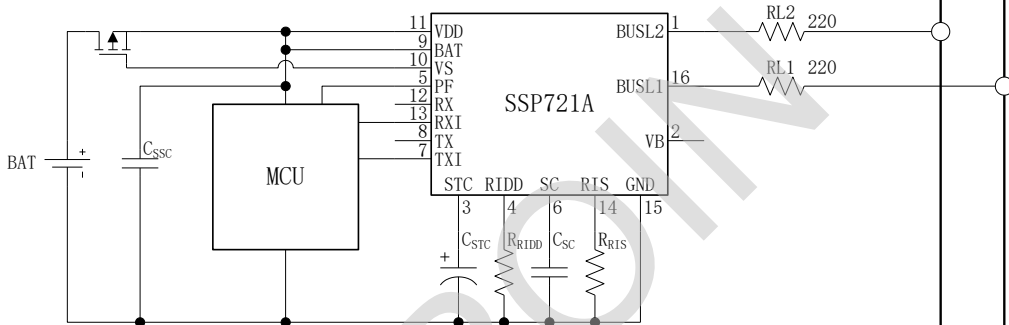 11 VDD BUSL2 1 RL2 220
9 BAT
10 VS
5 PF BUSL1 16 RL1 220
12 RX
13 RXI
8 TX VB 2
7 TXI
SSP721A
BAT + -
CSSC
MCU
STC RIDD SC RIS GND
3 4 6 14 15
+ CSTC RRIDD CSC RRIS